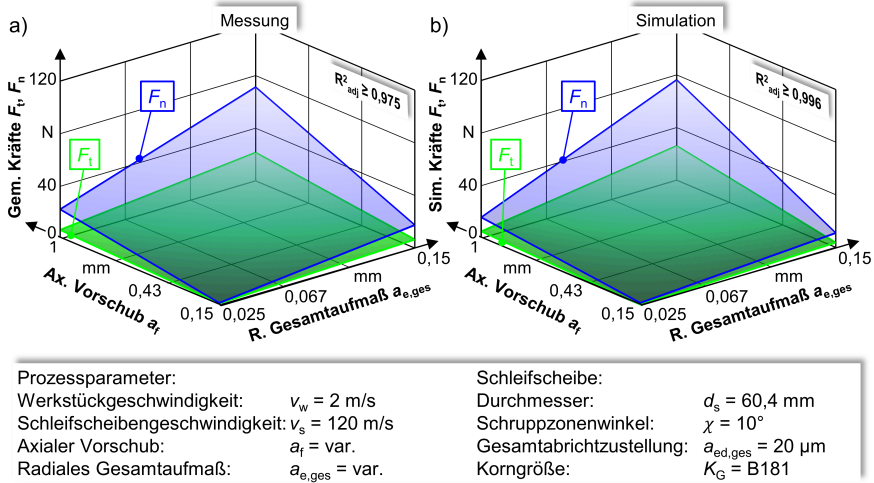 a)
Messung
Gem. Kräfte Ft, Fn
120
N
40
0
Fn
Ft
R²adj ≥ 0,975
1
mm
0,43
0,15
Ax. Vorschub af
0,025
0,067
mm
0,15
R. Gesamtaufmaß ae,ges
b)
Simulation
Sim. Kräfte Ft, Fn
120
N
40
0
Fn
Ft
R²adj ≥ 0,996
1
mm
0,43
0,15
Ax. Vorschub af
0,025
0,067
mm
0,15
R. Gesamtaufmaß ae,ges
Prozessparameter:
Werkstückgeschwindigkeit: vw = 2 m/s
Schleifscheibengeschwindigkeit: vs = 120 m/s
Axialer Vorschub: af = var.
Radiales Gesamtaufmaß: ae,ges = var.
Schleifscheibe:
Durchmesser: ds = 60,4 mm
Schruppzonenwinkel: χ = 10°
Gesamtabrichtzustellung: aed,ges = 20 µm
Korngröße: KG = B181